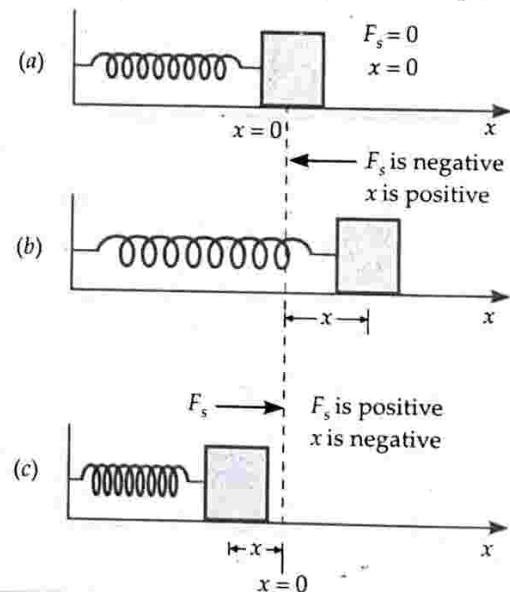 (a)
F_s = 0
x = 0
x = 0
x
F_s is negative
x is positive
(b)
x
x
F_s
F_s is positive
x is negative
(c)
x
x
x = 0